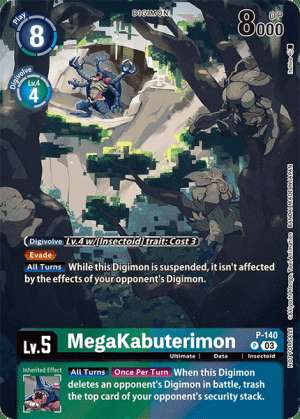 DIGIMON
Play
8
DP
8000
Digivolve
Lv.4
4
Digivolve Lv.4 w/[Insectoid] trait: Cost 3
Evade
All Turns While this Digimon is suspended, it isn't affected
by the effects of your opponent's Digimon.
Lv.5
MegaKabuterimon
P-140
P 03
Ultimate Data Insectoid
Inherited Effect
All Turns Once Per Turn When this Digimon
deletes an opponent's Digimon in battle, trash
the top card of your opponent's security stack.